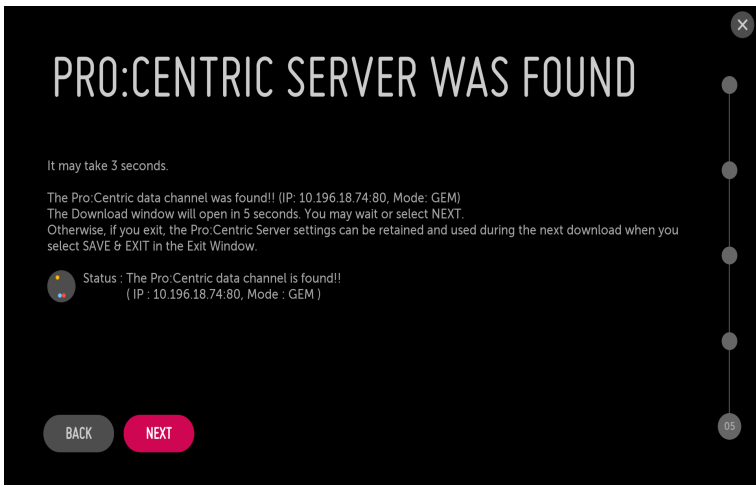 PRO:CENTRIC SERVER WAS FOUND
It may take 3 seconds.
The Pro:Centric data channel was found!! (IP: 10.196.18.74:80, Mode: GEM)
The Download window will open in 5 seconds. You may wait or select NEXT.
Otherwise, if you exit, the Pro:Centric Server settings can be retained and used during the next download when you
select SAVE & EXIT in the Exit Window.
Status : The Pro:Centric data channel is found!!
( IP : 10.196.18.74:80, Mode : GEM )
BACK
NEXT
05